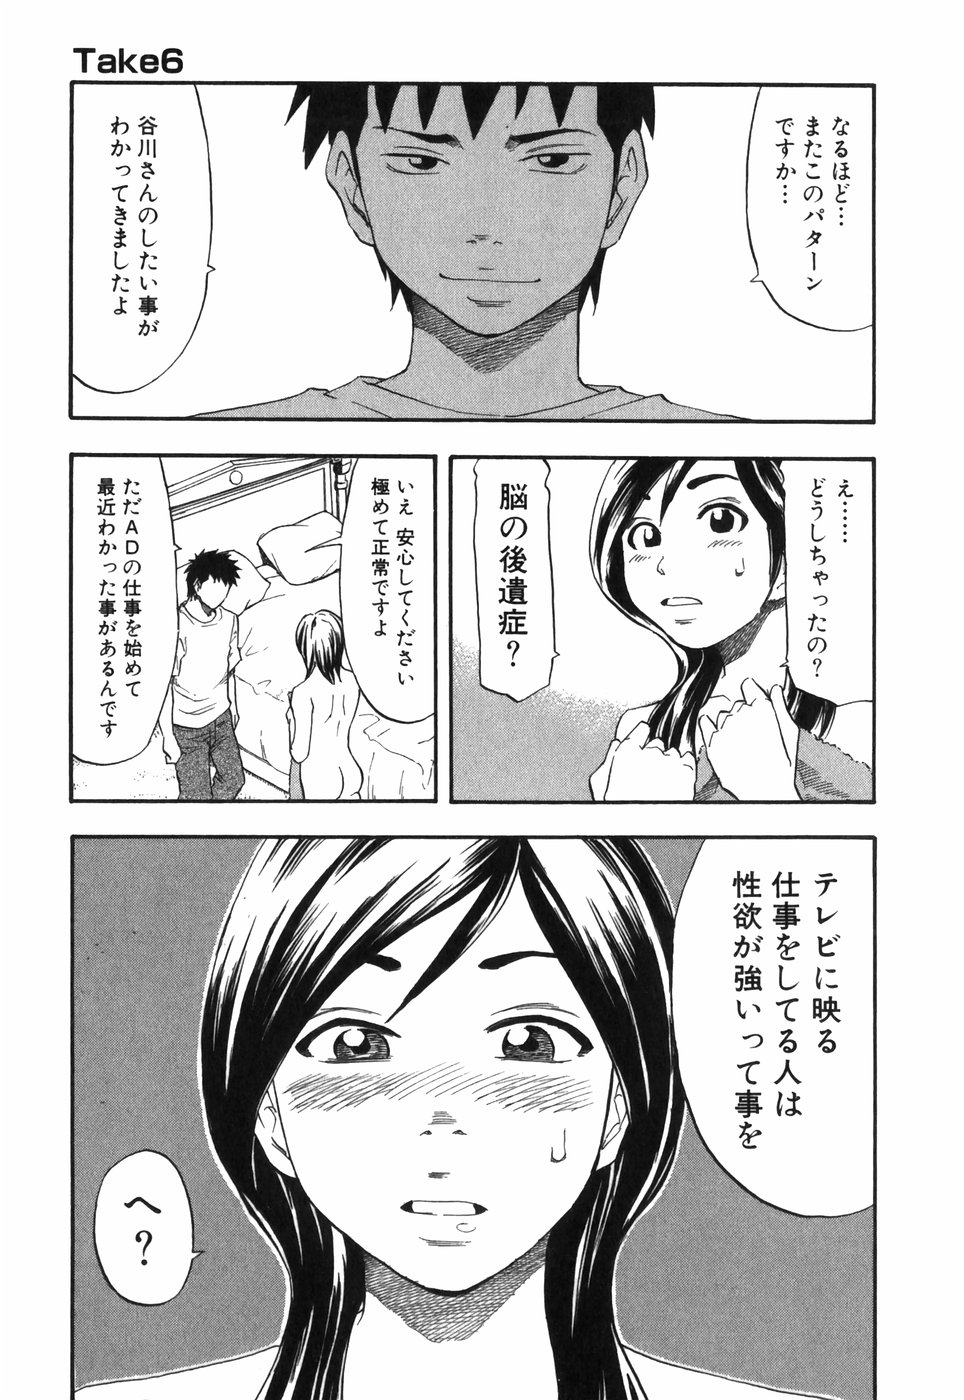 Take6
なるほど…
またこのパターン
ですか…
谷川さんのしたい事が
わかってきましたよ
え……
どうしちゃったの?
脳の後遺症?
いえ 安心してください
極めて正常ですよ
ただADの仕事を始めて
最近わかった事があるんです
テレビに映る
仕事をしてる人は
性欲が強いって事を
へ?